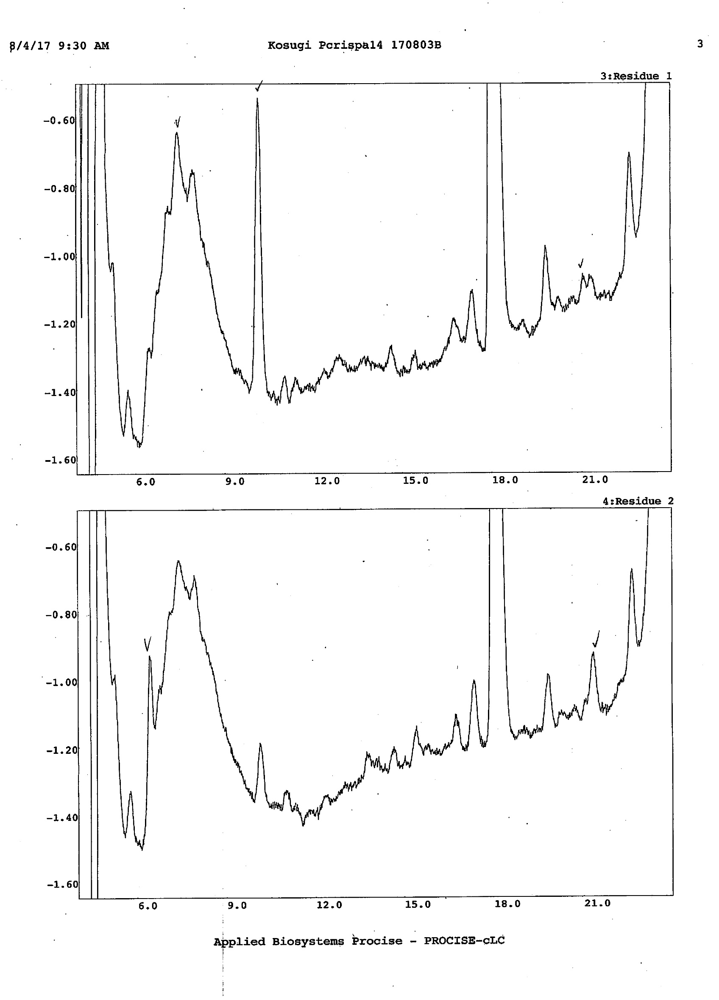 8/4/17 9:30 AM Kosugi Pcrispa14 170803B 3
3:Residue 1
-0.60
-0.80
-1.00
-1.20
-1.40
-1.60
6.0 9.0 12.0 15.0 18.0 21.0
4:Residue 2
-0.60
-0.80
-1.00
-1.20
-1.40
-1.60
6.0 9.0 12.0 15.0 18.0 21.0
Applied Biosystems Procise - PROCISE-cLC